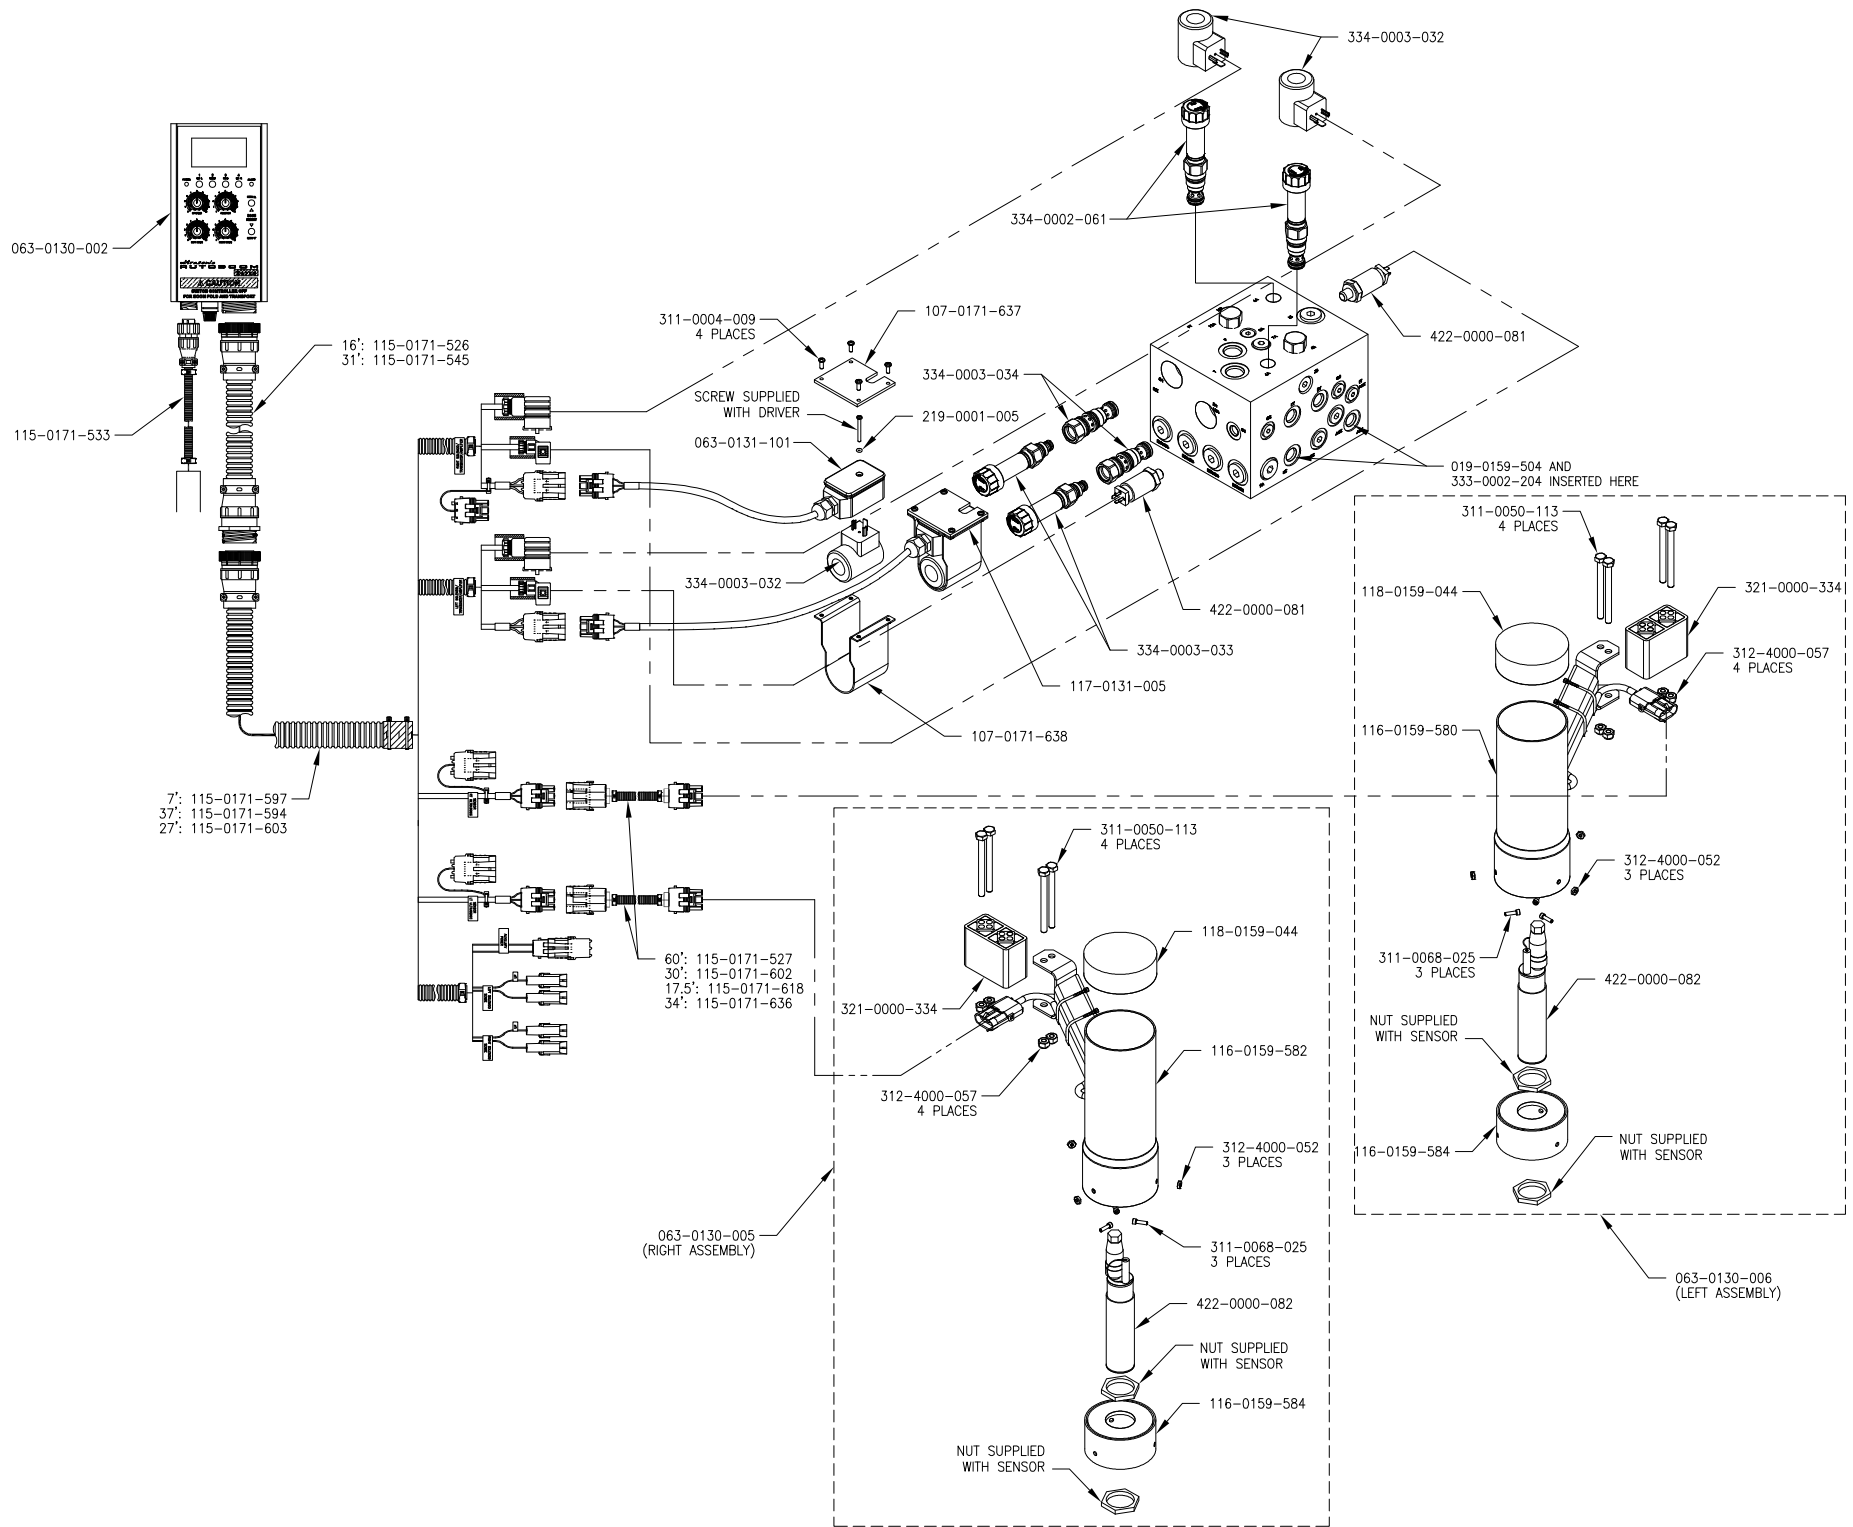 334-0003-032
063-0130-002
AUTOBOOM
⚠ CAUTION
SWITCH CONTROLLER OFF
FOR BOOM FOLD AND TRANSPORT
334-0002-061
422-0000-081
311-0004-009
4 PLACES
107-0171-637
16': 115-0171-526
31': 115-0171-545
334-0003-034
SCREW SUPPLIED
WITH DRIVER
219-0001-005
115-0171-533
063-0131-101
019-0159-504 AND
333-0002-204 INSERTED HERE
311-0050-113
4 PLACES
334-0003-032
118-0159-044
321-0000-334
422-0000-081
334-0003-033
312-4000-057
4 PLACES
117-0131-005
107-0171-638
116-0159-580
7': 115-0171-597
37': 115-0171-594
27': 115-0171-603
311-0050-113
4 PLACES
312-4000-052
3 PLACES
118-0159-044
60': 115-0171-527
30': 115-0171-602
17.5': 115-0171-618
34': 115-0171-636
321-0000-334
311-0068-025
3 PLACES
422-0000-082
NUT SUPPLIED
WITH SENSOR
116-0159-582
312-4000-057
4 PLACES
116-0159-584
NUT SUPPLIED
WITH SENSOR
312-4000-052
3 PLACES
063-0130-005
(RIGHT ASSEMBLY)
311-0068-025
3 PLACES
063-0130-006
(LEFT ASSEMBLY)
422-0000-082
NUT SUPPLIED
WITH SENSOR
116-0159-584
NUT SUPPLIED
WITH SENSOR